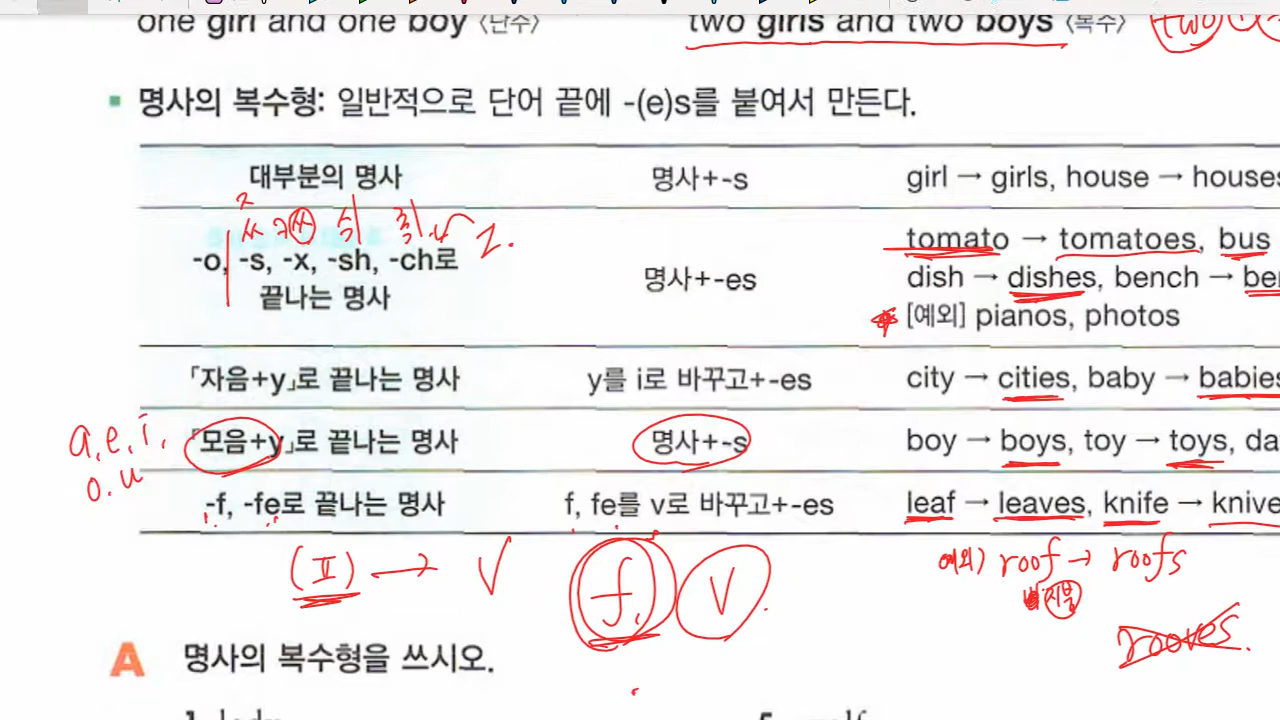 one girl and one boy 〈단수〉 two girls and two boys 〈복수〉 two
명사의 복수형: 일반적으로 단어 끝에 -(e)s를 붙여서 만든다.
대부분의 명사 명사+-s girl → girls, house → houses
-o, -s, -x, -sh, -ch로 끝나는 명사 명사+-es tomato → tomatoes, bus
dish → dishes, bench →
[예외] pianos, photos
「자음+y」로 끝나는 명사 y를 i로 바꾸고+-es city → cities, baby → babies
a, e, i,
o, u
「모음+y」로 끝나는 명사 명사+-s boy → boys, toy → toys,
-f, -fe로 끝나는 명사 f, fe를 v로 바꾸고+-es leaf → leaves, knife → knive
→ V f, V
예외) roof → roofs
지붕
rooves.
A 명사의 복수형을 쓰시오.